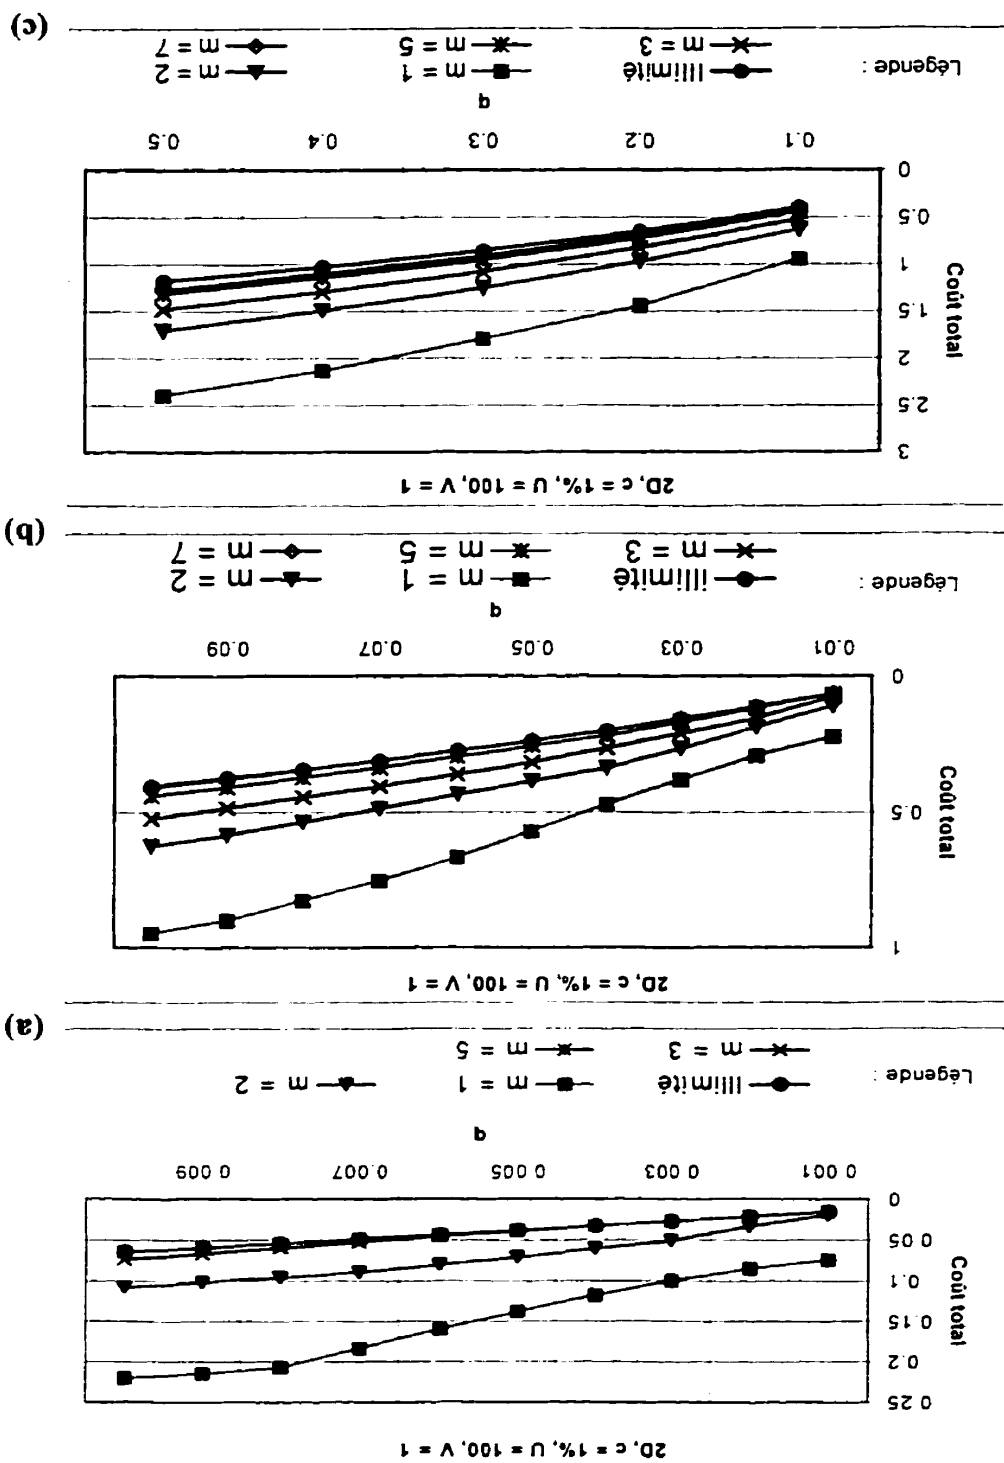 2D, c = 1%, U = 100, V = 1
Coût total
0.25
0.2
0.15
0.1
0.05
0
0 001 0 003 0 005 0.007 0 009
q
Légende : illimité m = 1 m = 2
m = 3 m = 5
(a)
2D, c = 1%, U = 100, V = 1
Coût total
1
0.5
0
0.01 0.03 0.05 0.07 0.09
q
Légende : illimité m = 1 m = 2
m = 3 m = 5 m = 7
(b)
2D, c = 1%, U = 100, V = 1
Coût total
3
2.5
2
1.5
1
0.5
0
0.1 0.2 0.3 0.4 0.5
q
Légende : illimité m = 1 m = 2
m = 3 m = 5 m = 7
(c)